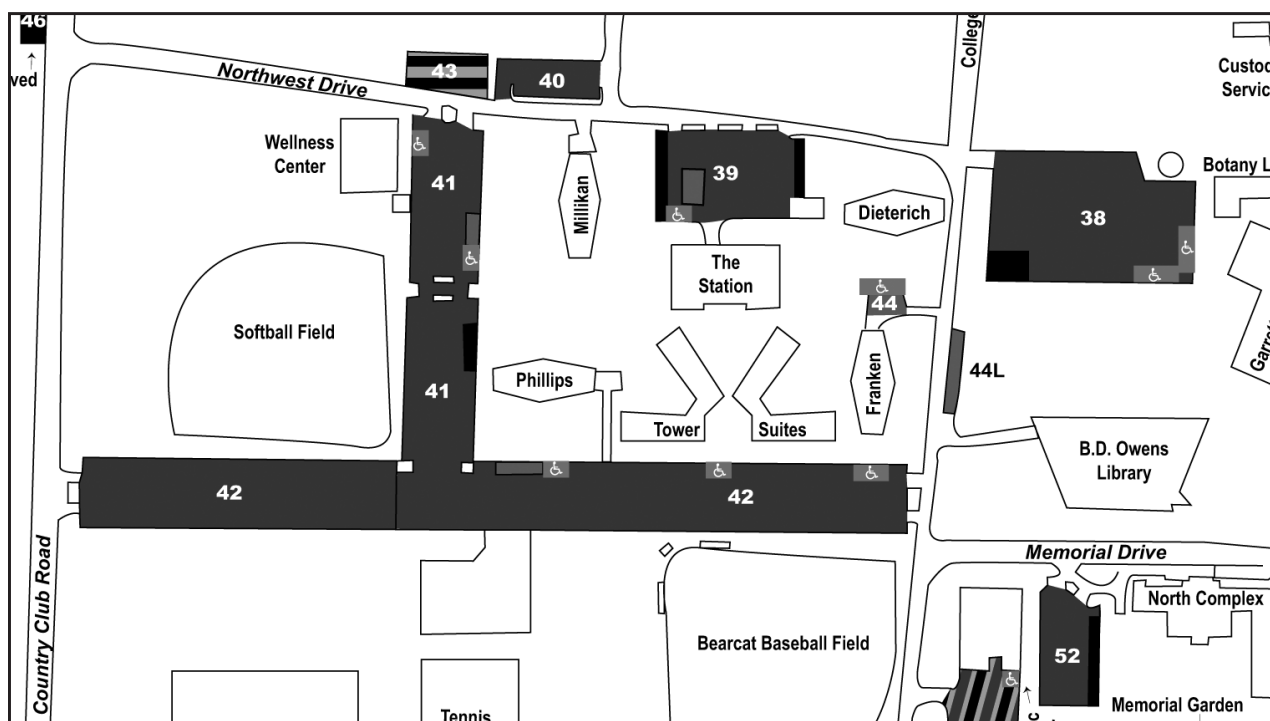 46
ved
Northwest Drive
43
40
College
Custod
Servic
Wellness
Center
41
Millikan
39
Dieterich
38
Botany L
The
Station
44
Softball Field
41
Phillips
Franken
44L
Garrett
Tower
Suites
B.D. Owens
Library
42
42
Country Club Road
Memorial Drive
North Complex
Bearcat Baseball Field
52
Memorial Garden
Tennis
c